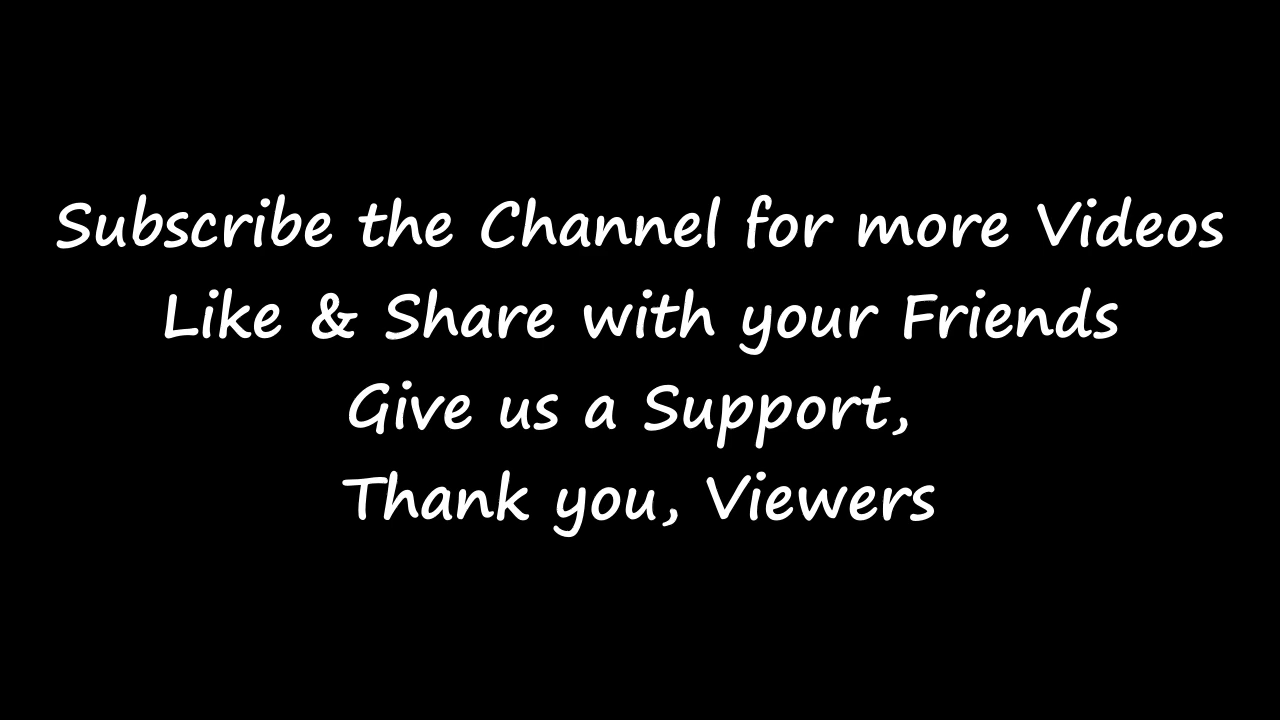 Subscribe the Channel for more Videos
Like & Share with your Friends
Give us a Support,
Thank you, Viewers